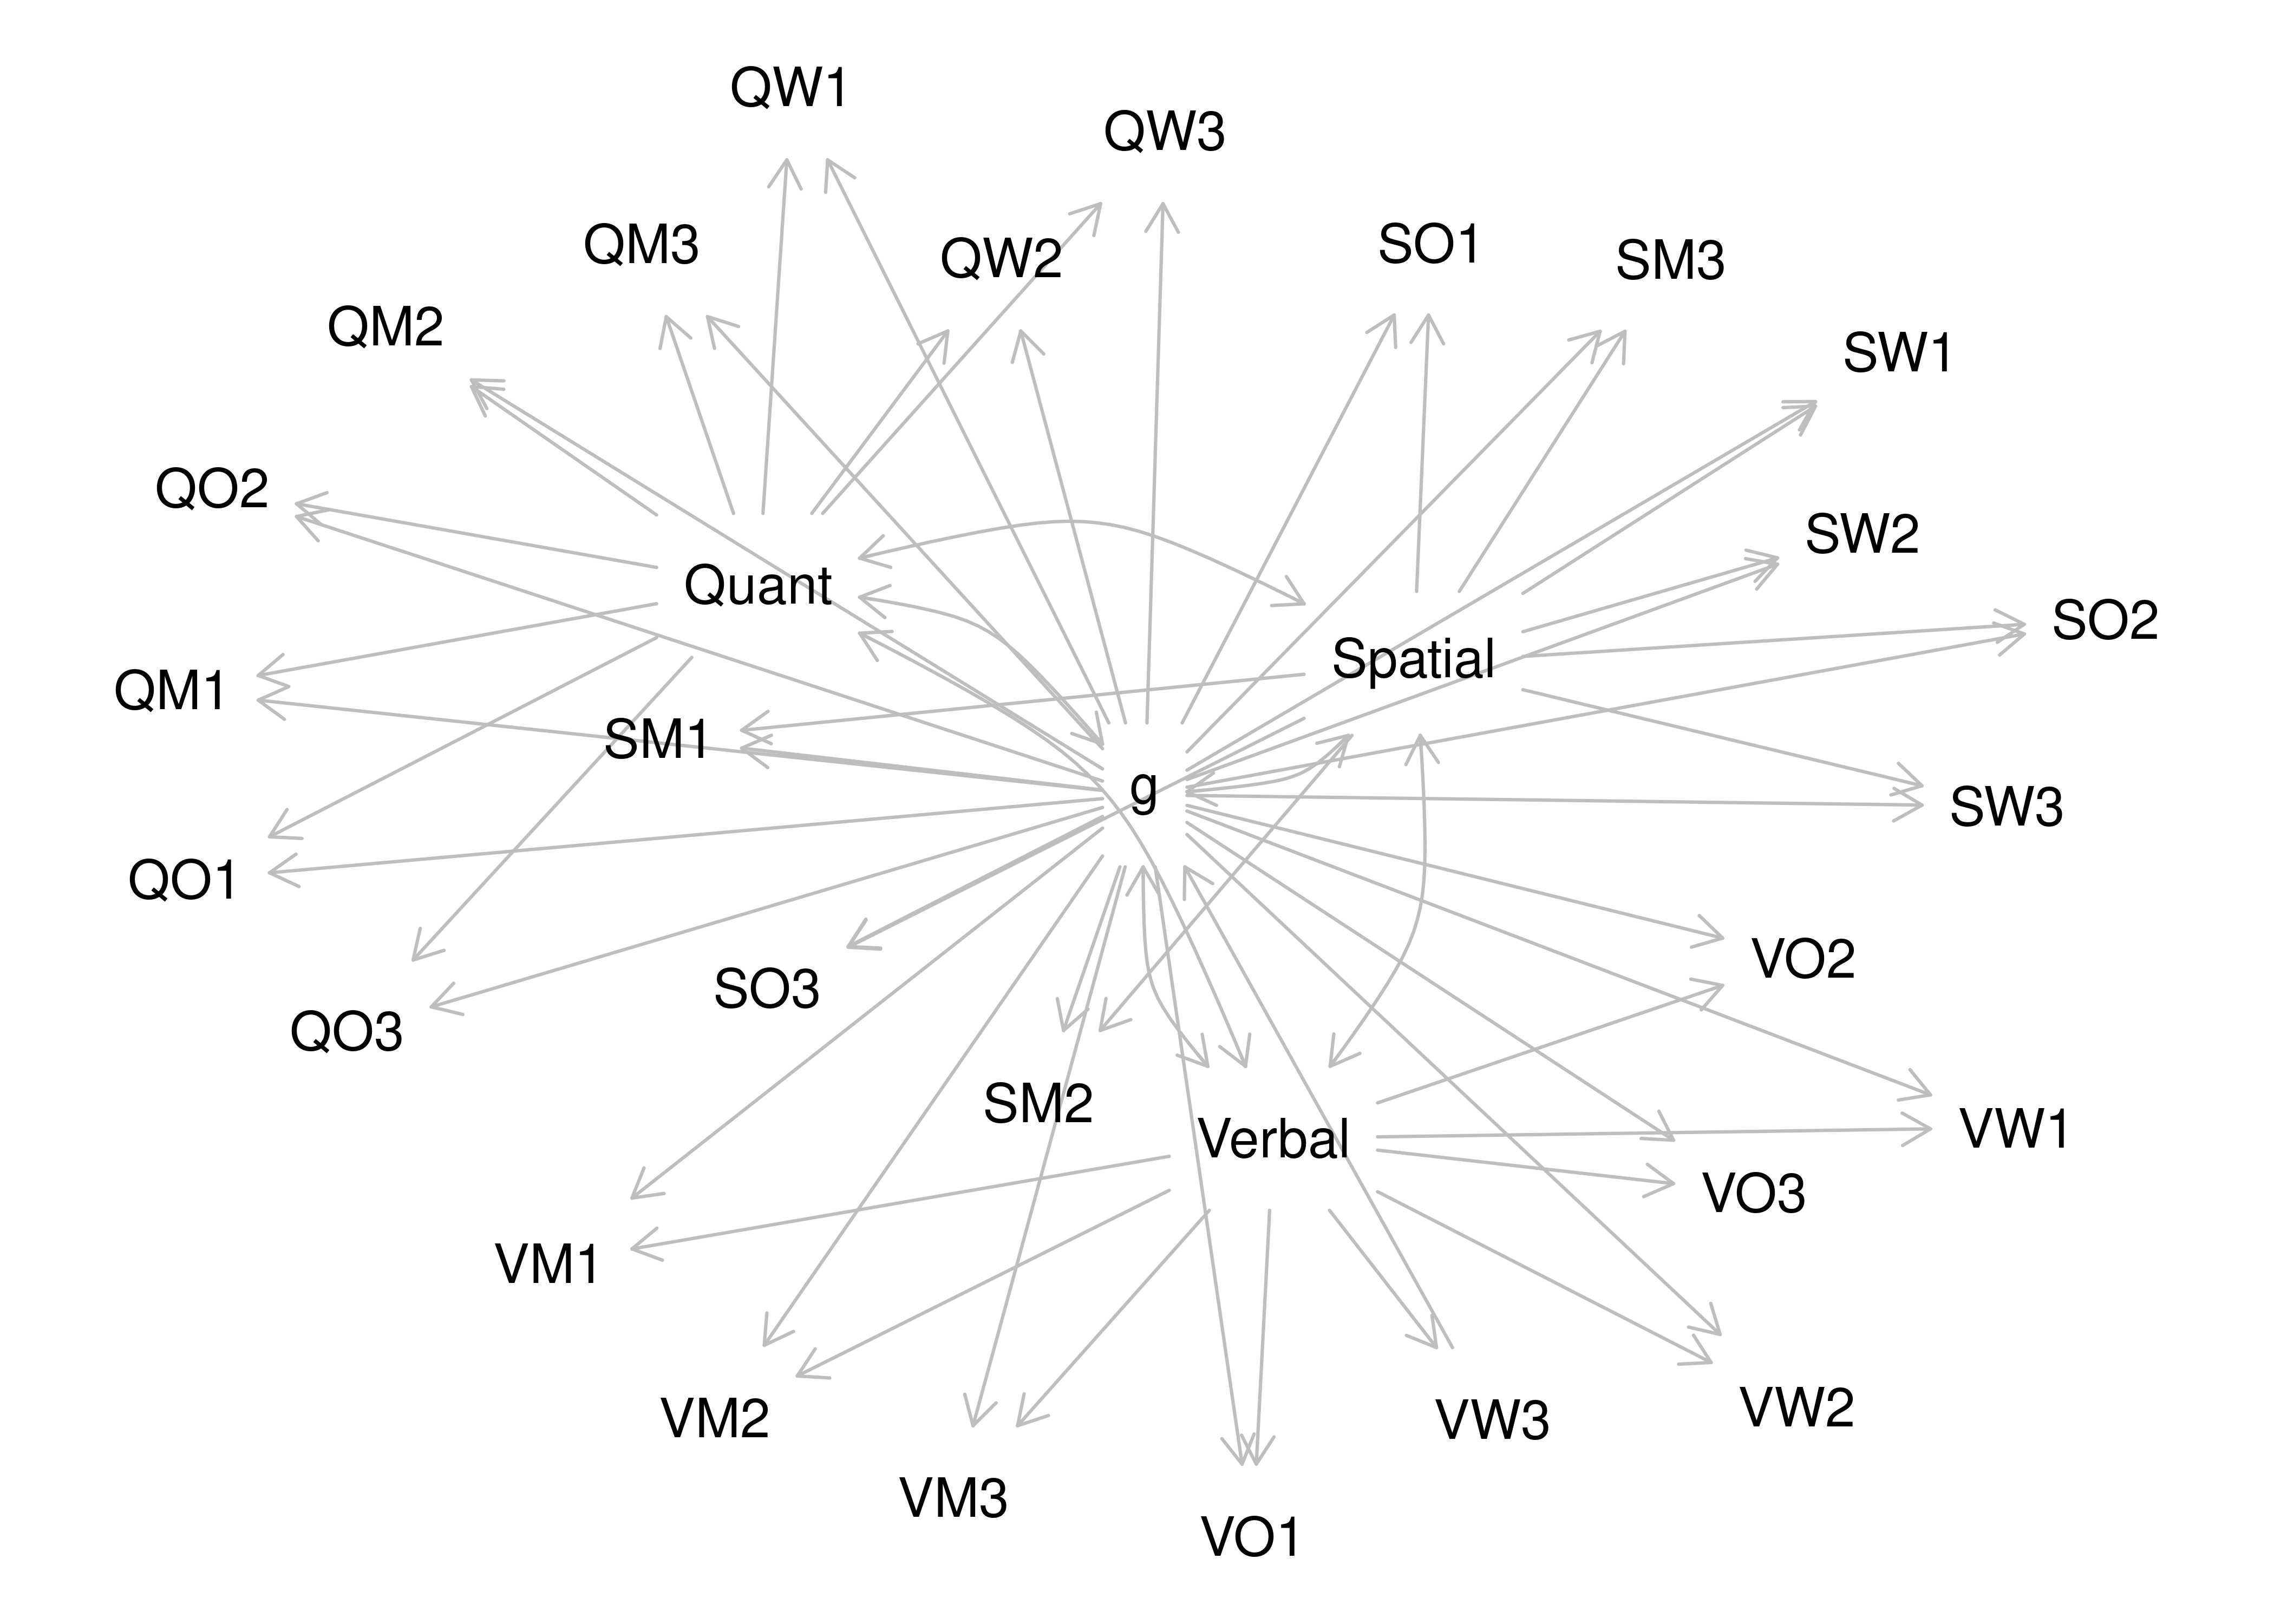 QW1
QW3
QM3
QW2
SO1
SM3
QM2
SW1
QO2
SW2
Quant
SO2
Spatial
QM1
SM1
g
SW3
QO1
VO2
SO3
QO3
SM2
Verbal
VW1
VO3
VM1
VM2
VW3
VW2
VM3
VO1